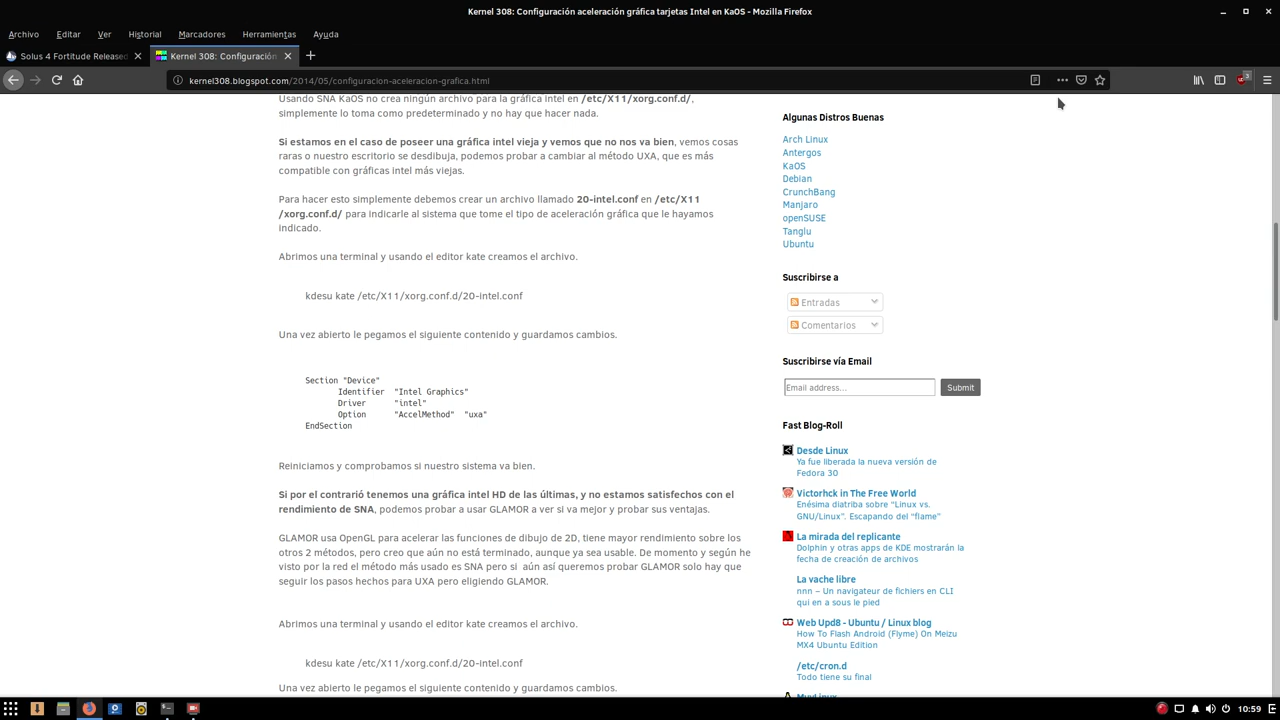 Kernel 308: Configuración aceleración gráfica tarjetas Intel en KaOS - Mozilla Firefox
Archivo Editar Ver Historial Marcadores Herramientas Ayuda
Solus 4 Fortitude Released
Kernel 308: Configuración
kernel308.blogspot.com/2014/05/configuracion-aceleracion-grafica.html
3
Usando SNA KaOS no crea ningún archivo para la gráfica intel en /etc/X11/xorg.conf.d/,
simplemente lo toma como predeterminado y no hay que hacer nada.
Si estamos en el caso de poseer una gráfica intel vieja y vemos que no nos va bien, vemos cosas
raras o nuestro escritorio se desdibuja, podemos probar a cambiar al método UXA, que es más
compatible con gráficas intel más viejas.
Para hacer esto simplemente debemos crear un archivo llamado 20-intel.conf en /etc/X11
/xorg.conf.d/ para indicarle al sistema que tome el tipo de aceleración gráfica que le hayamos
indicado.
Abrimos una terminal y usando el editor kate creamos el archivo.
kdesu kate /etc/X11/xorg.conf.d/20-intel.conf
Una vez abierto le pegamos el siguiente contenido y guardamos cambios.
Section "Device"
Identifier "Intel Graphics"
Driver "intel"
Option "AccelMethod" "uxa"
EndSection
Reiniciamos y comprobamos si nuestro sistema va bien.
Si por el contrarió tenemos una gráfica intel HD de las últimas, y no estamos satisfechos con el
rendimiento de SNA, podemos probar a usar GLAMOR a ver si va mejor y probar sus ventajas.
GLAMOR usa OpenGL para acelerar las funciones de dibujo de 2D, tiene mayor rendimiento sobre los
otros 2 métodos, pero creo que aún no está terminado, aunque ya sea usable. De momento y según he
visto por la red el método más usado es SNA pero si aún así queremos probar GLAMOR solo hay que
seguir los pasos hechos para UXA pero eligiendo GLAMOR.
Abrimos una terminal y usando el editor kate creamos el archivo.
kdesu kate /etc/X11/xorg.conf.d/20-intel.conf
Una vez abierto le pegamos el siguiente contenido y guardamos cambios.
Algunas Distros Buenas
Arch Linux
Antergos
KaOS
Debian
CrunchBang
Manjaro
openSUSE
Tanglu
Ubuntu
Suscribirse a
Entradas
Comentarios
Suscribirse vía Email
Email address...
Submit
Fast Blog-Roll
Desde Linux
Ya fue liberada la nueva versión de
Fedora 30
Victorhck in The Free World
Enésima diatriba sobre “Linux vs.
GNU/Linux”. Escapando del “flame”
La mirada del replicante
Dolphin y otras apps de KDE mostrarán la
fecha de creación de archivos
La vache libre
nnn – Un navigateur de fichiers en CLI
qui en a sous le pied
Web Upd8 - Ubuntu / Linux blog
How To Flash Android (Flyme) On Meizu
MX4 Ubuntu Edition
/etc/cron.d
Todo tiene su final
MuyLinux
10:59